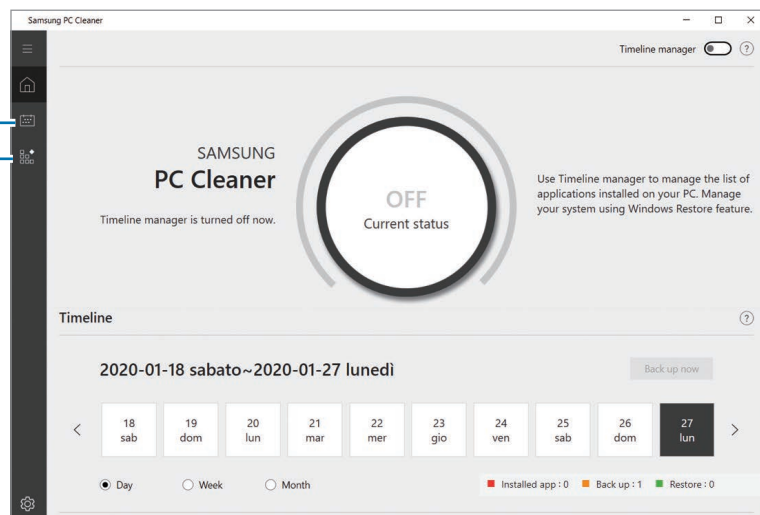 Samsung PC Cleaner
Timeline manager
?
SAMSUNG
PC Cleaner
Timeline manager is turned off now.
OFF
Current status
Use Timeline manager to manage the list of
applications installed on your PC. Manage
your system using Windows Restore feature.
Timeline
?
2020-01-18 sabato~2020-01-27 lunedì
Back up now
18 19 20 21 22 23 24 25 26 27
sab dom lun mar mer gio ven sab dom lun
Day Week Month
Installed app : 0 Back up : 1 Restore : 0